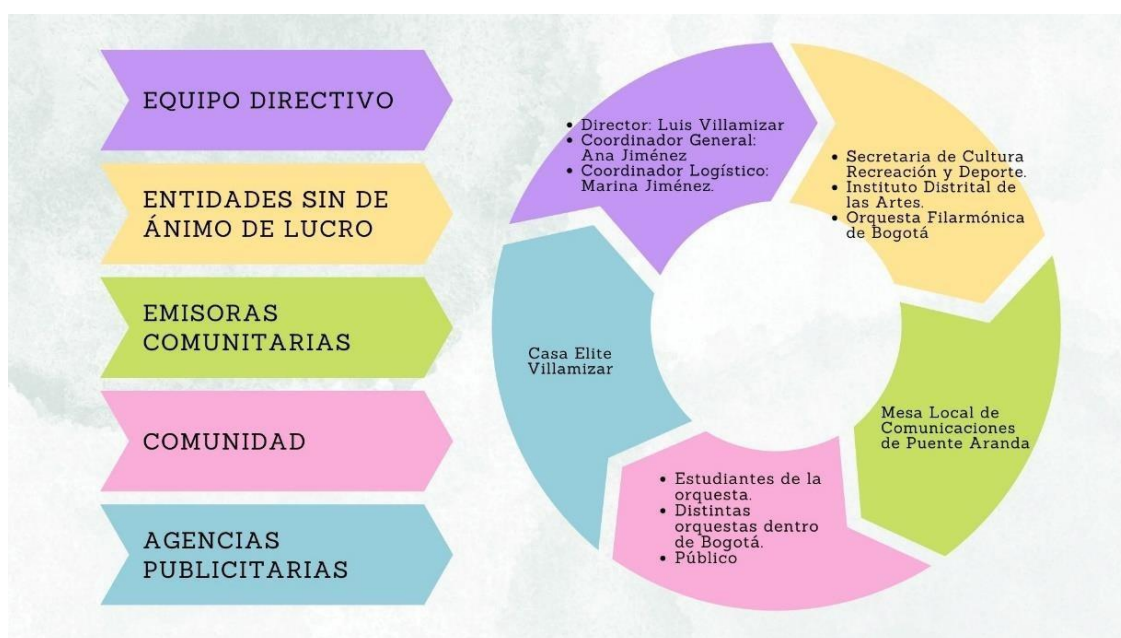 EQUIPO DIRECTIVO
ENTIDADES SIN DE
ÁNIMO DE LUCRO
EMISORAS
COMUNITARIAS
COMUNIDAD
AGENCIAS
PUBLICITARIAS
• Director: Luis Villamizar
• Coordinador General:
Ana Jiménez
• Coordinador Logístico:
Marina Jiménez.
• Secretaria de Cultura
Recreación y Deporte.
• Instituto Distrital de
las Artes.
• Orquesta Filarmónica
de Bogotá
Mesa Local de
Comunicaciones
de Puente Aranda
• Estudiantes de la
orquesta.
• Distintas
orquestas dentro
de Bogotá.
• Público
Casa Elite
Villamizar